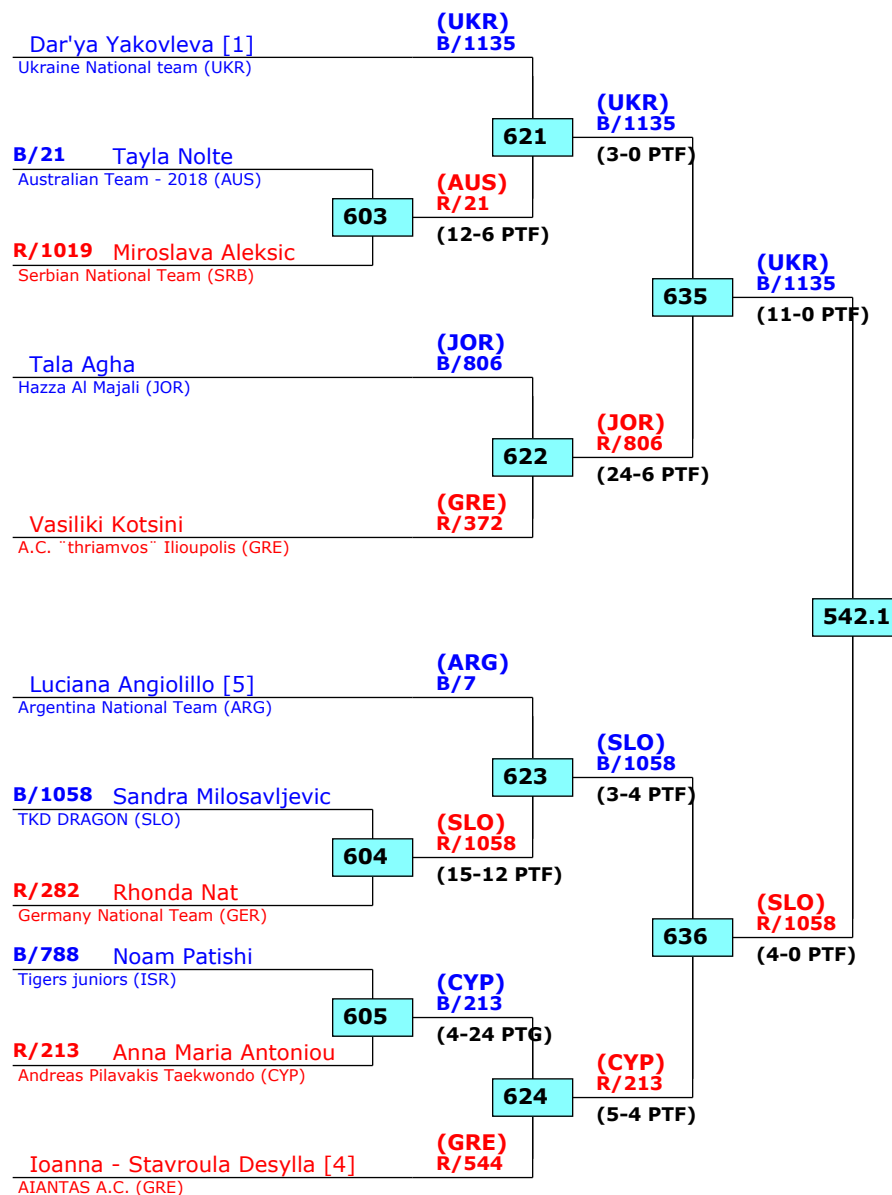 (UKR)
Dar'ya Yakovleva [1]
B/1135
Ukraine National team (UKR)
(UKR)
B/1135
621
(3-0 PTF)
B/21 Tayla Nolte
Australian Team - 2018 (AUS)
(AUS)
R/21
603
(12-6 PTF)
R/1019 Miroslava Aleksic
Serbian National Team (SRB)
(UKR)
B/1135
635
(11-0 PTF)
(JOR)
B/806
Tala Agha
Hazza Al Majali (JOR)
(JOR)
R/806
622
(24-6 PTF)
(GRE)
R/372
Vasiliki Kotsini
A.C. ¨thriamvos¨ Ilioupolis (GRE)
542.1
(ARG)
B/7
Luciana Angiolillo [5]
Argentina National Team (ARG)
(SLO)
B/1058
623
(3-4 PTF)
B/1058 Sandra Milosavljevic
TKD DRAGON (SLO)
(SLO)
R/1058
604
(15-12 PTF)
R/282 Rhonda Nat
Germany National Team (GER)
(SLO)
R/1058
636
(4-0 PTF)
B/788 Noam Patishi
Tigers juniors (ISR)
(CYP)
B/213
605
(4-24 PTG)
R/213 Anna Maria Antoniou
Andreas Pilavakis Taekwondo (CYP)
(CYP)
R/213
624
(5-4 PTF)
(GRE)
R/544
Ioanna - Stavroula Desylla [4]
AIANTAS A.C. (GRE)